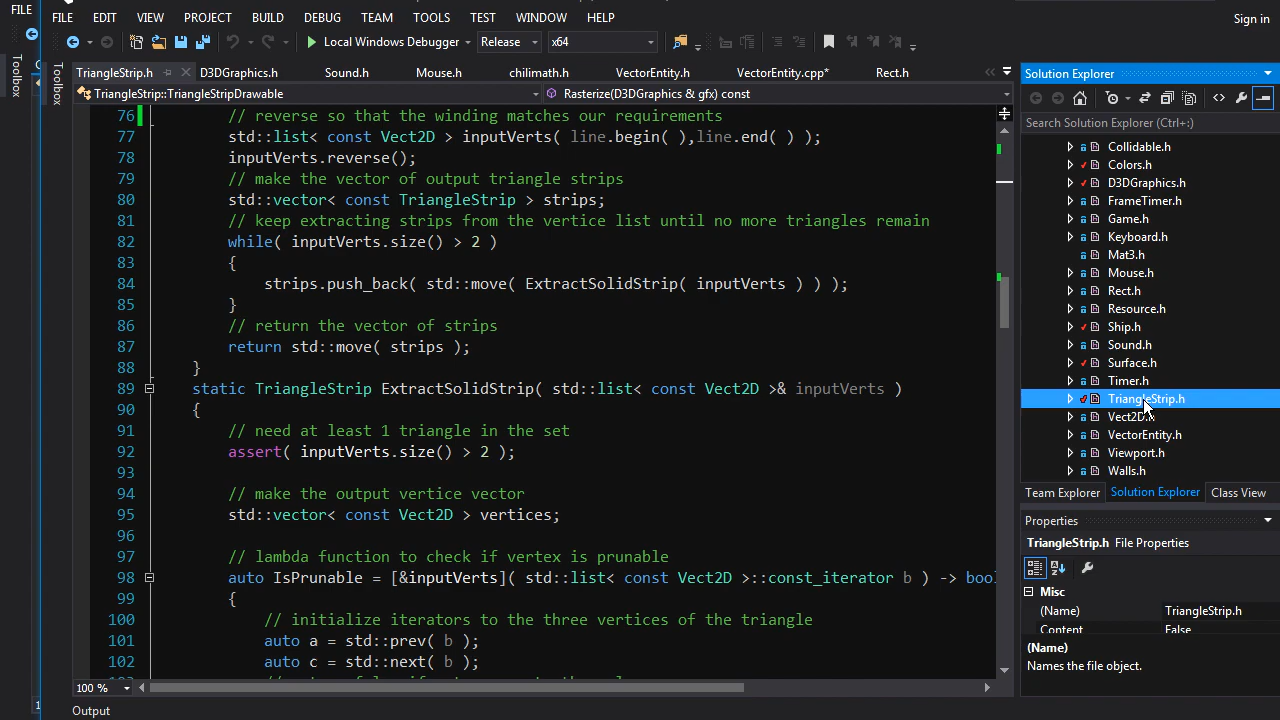 FILE
FILE EDIT VIEW PROJECT BUILD DEBUG TEAM TOOLS TEST WINDOW HELP
Sign in
Local Windows Debugger Release x64
Toolbox
Toolbox
TriangleStrip.h D3DGraphics.h Sound.h Mouse.h chilimath.h VectorEntity.h VectorEntity.cpp* Rect.h
TriangleStrip::TriangleStripDrawable Rasterize(D3DGraphics & gfx) const
76 // reverse so that the winding matches our requirements
77 std::list< const Vect2D > inputVerts( line.begin( ),line.end( ) );
78 inputVerts.reverse();
79 // make the vector of output triangle strips
80 std::vector< const TriangleStrip > strips;
81 // keep extracting strips from the vertice list until no more triangles remain
82 while( inputVerts.size() > 2 )
83 {
84 strips.push_back( std::move( ExtractSolidStrip( inputVerts ) ) );
85 }
86 // return the vector of strips
87 return std::move( strips );
88 }
89 static TriangleStrip ExtractSolidStrip( std::list< const Vect2D >& inputVerts )
90 {
91 // need at least 1 triangle in the set
92 assert( inputVerts.size() > 2 );
93
94 // make the output vertice vector
95 std::vector< const Vect2D > vertices;
96
97 // lambda function to check if vertex is prunable
98 auto IsPrunable = [&inputVerts]( std::list< const Vect2D >::const_iterator b ) -> bool
99 {
100 // initialize iterators to the three vertices of the triangle
101 auto a = std::prev( b );
102 auto c = std::next( b );
100 %
Output
Solution Explorer
Search Solution Explorer (Ctrl+;)
Collidable.h
Colors.h
D3DGraphics.h
FrameTimer.h
Game.h
Keyboard.h
Mat3.h
Mouse.h
Rect.h
Resource.h
Ship.h
Sound.h
Surface.h
Timer.h
TriangleStrip.h
Vect2D.h
VectorEntity.h
Viewport.h
Walls.h
Team Explorer Solution Explorer Class View
Properties
TriangleStrip.h File Properties
Misc
(Name) TriangleStrip.h
Content False
(Name)
Names the file object.